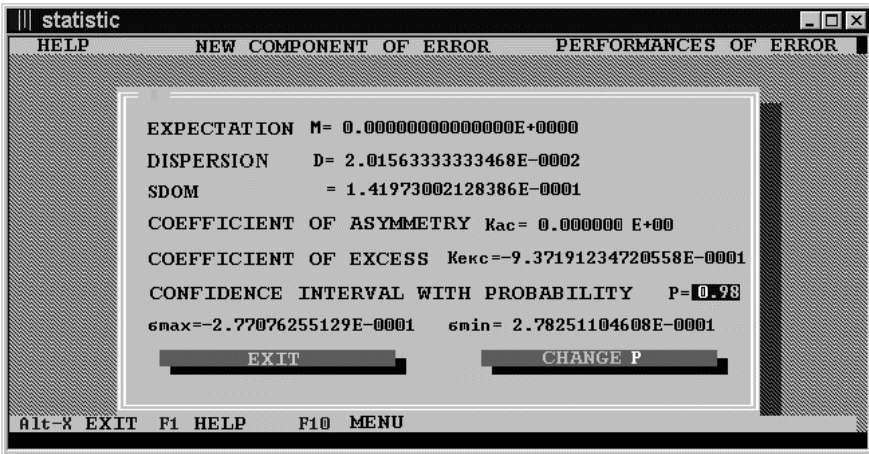 statistic
HELP NEW COMPONENT OF ERROR PERFORMANCES OF ERROR
EXPECTATION M= 0.00000000000000E+0000
DISPERSION D= 2.01563333333468E-0002
SDOM = 1.41973002128386E-0001
COEFFICIENT OF ASYMMETRY Kac= 0.000000 E+00
COEFFICIENT OF EXCESS Kекс=-9.37191234720558E-0001
CONFIDENCE INTERVAL WITH PROBABILITY P=0.98
бmax=-2.77076255129E-0001 бmin= 2.78251104608E-0001
EXIT CHANGE P
Alt-X EXIT F1 HELP F10 MENU